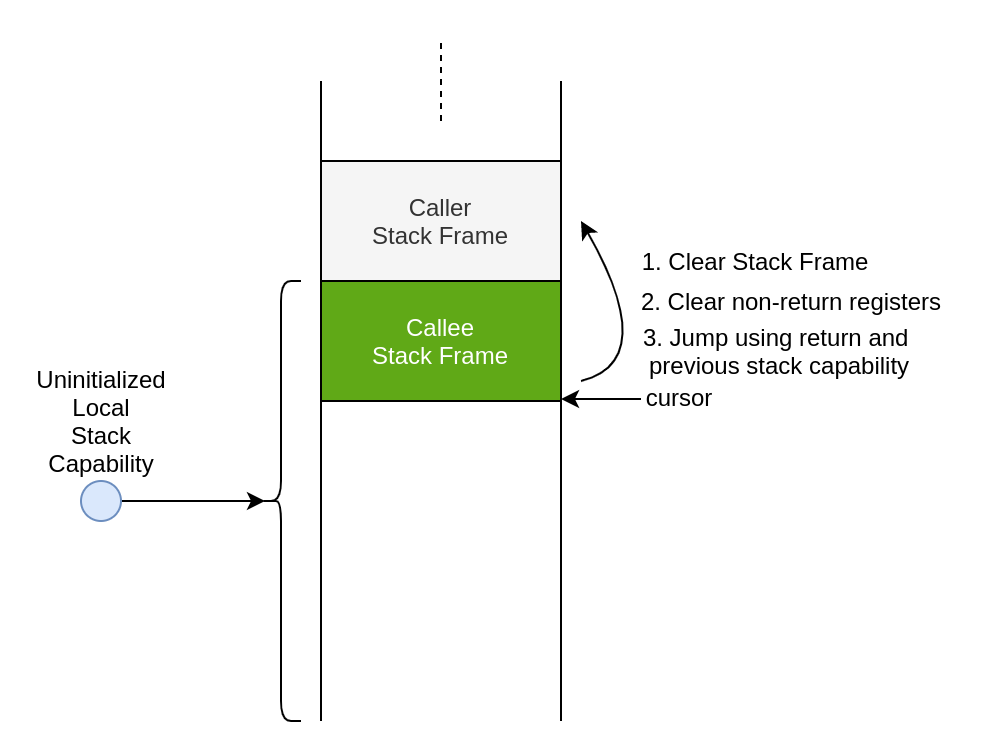 Caller
Stack Frame
1. Clear Stack Frame
2. Clear non-return registers
Callee
Stack Frame
3. Jump using return and
previous stack capability
cursor
Uninitialized
Local
Stack
Capability